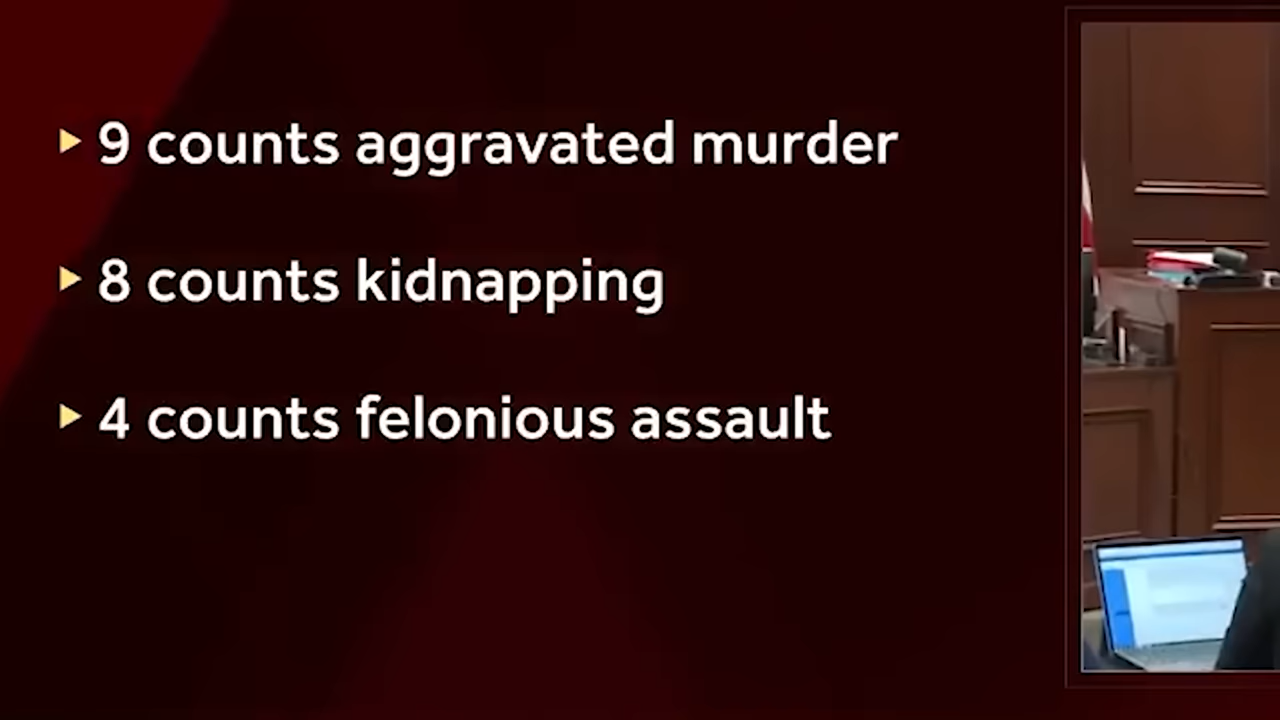 9 counts aggravated murder
8 counts kidnapping
4 counts felonious assault